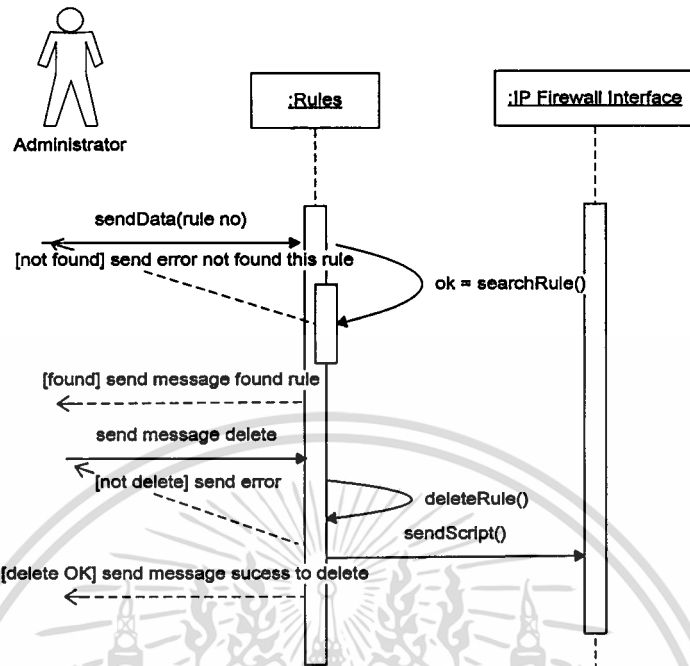 :Rules
:IP Firewall Interface
Administrator
sendData(rule no)
[not found] send error not found this rule
ok = searchRule()
[found] send message found rule
send message delete
[not delete] send error
deleteRule()
sendScript()
[delete OK] send message sucess to delete